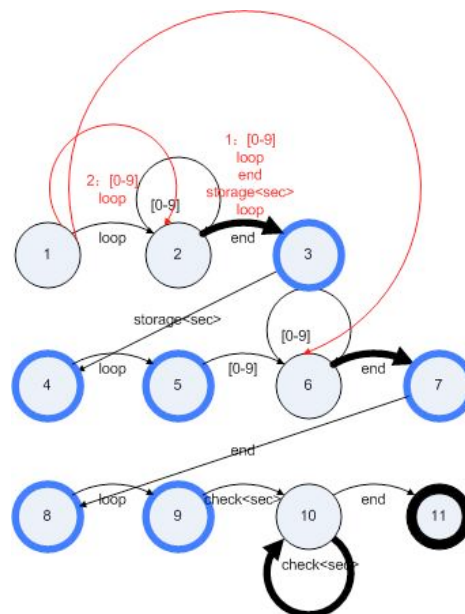 1: [0-9]
loop
end
storage<sec>
loop
2: [0-9]
loop
[0-9]
1
loop
2
end
3
storage<sec>
[0-9]
4
loop
5
[0-9]
6
end
7
end
8
loop
9
check<sec>
10
end
11
check<sec>